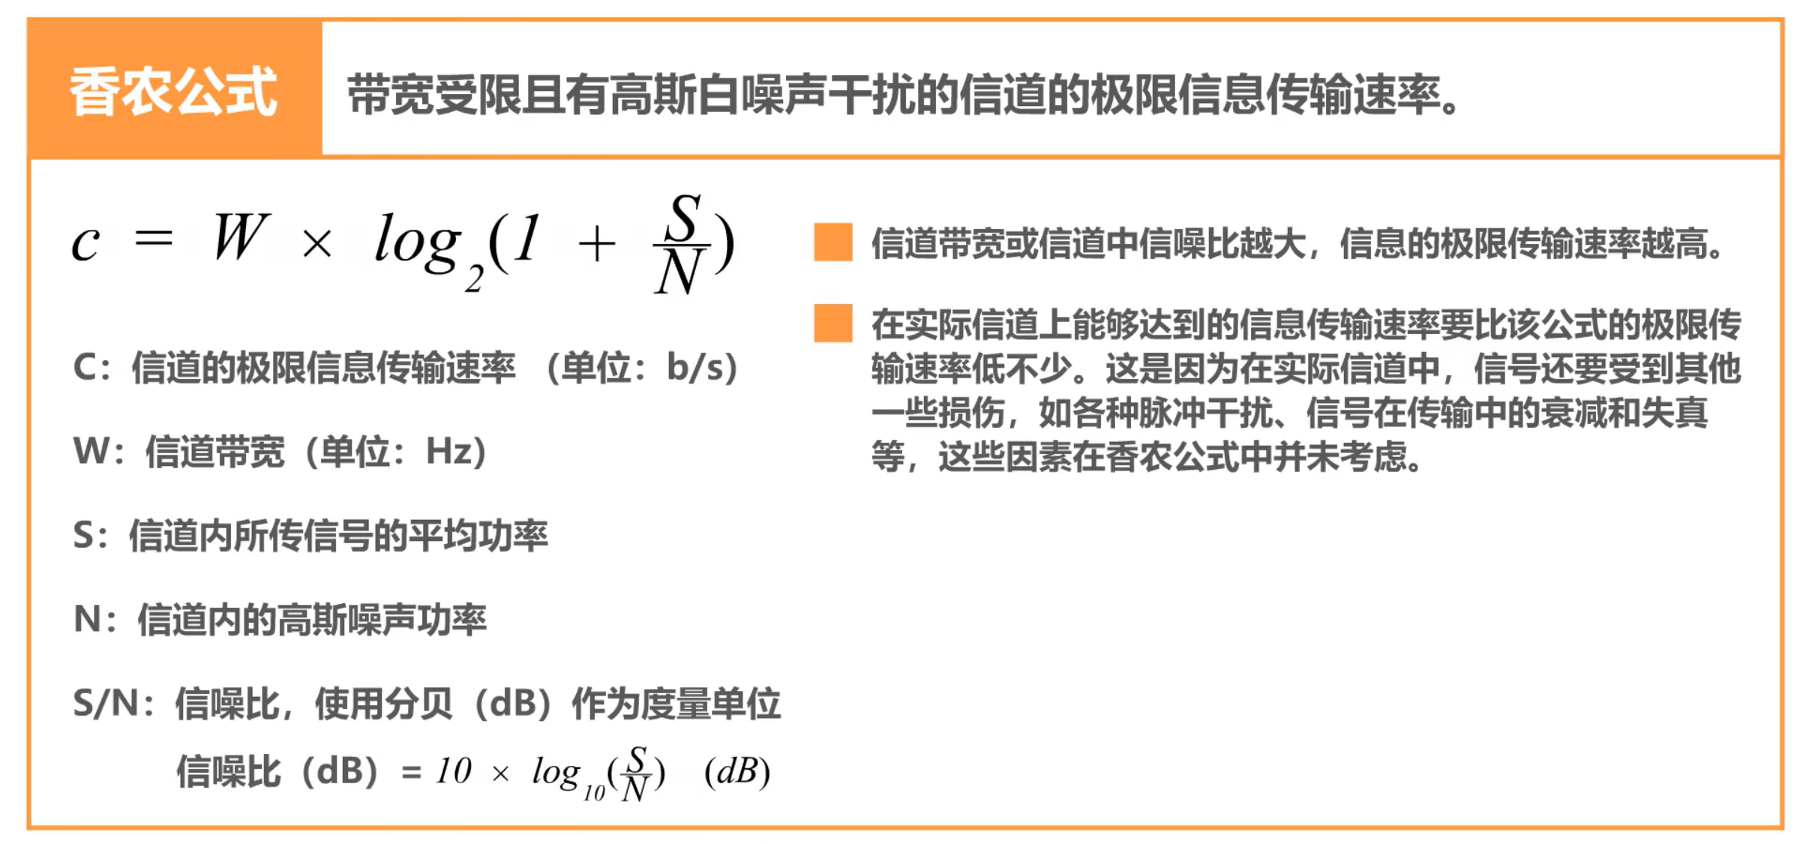 香农公式
带宽受限且有高斯白噪声干扰的信道的极限信息传输速率。
c = W × log₂(1 + S/N)
C：信道的极限信息传输速率 （单位：b/s）
W：信道带宽（单位：Hz）
S：信道内所传信号的平均功率
N：信道内的高斯噪声功率
S/N：信噪比，使用分贝（dB）作为度量单位
信噪比（dB）= 10 × log₁₀(S/N) (dB)
信道带宽或信道中信噪比越大，信息的极限传输速率越高。
在实际信道上能够达到的信息传输速率要比该公式的极限传
输速率低不少。这是因为在实际信道中，信号还要受到其他
一些损伤，如各种脉冲干扰、信号在传输中的衰减和失真
等，这些因素在香农公式中并未考虑。